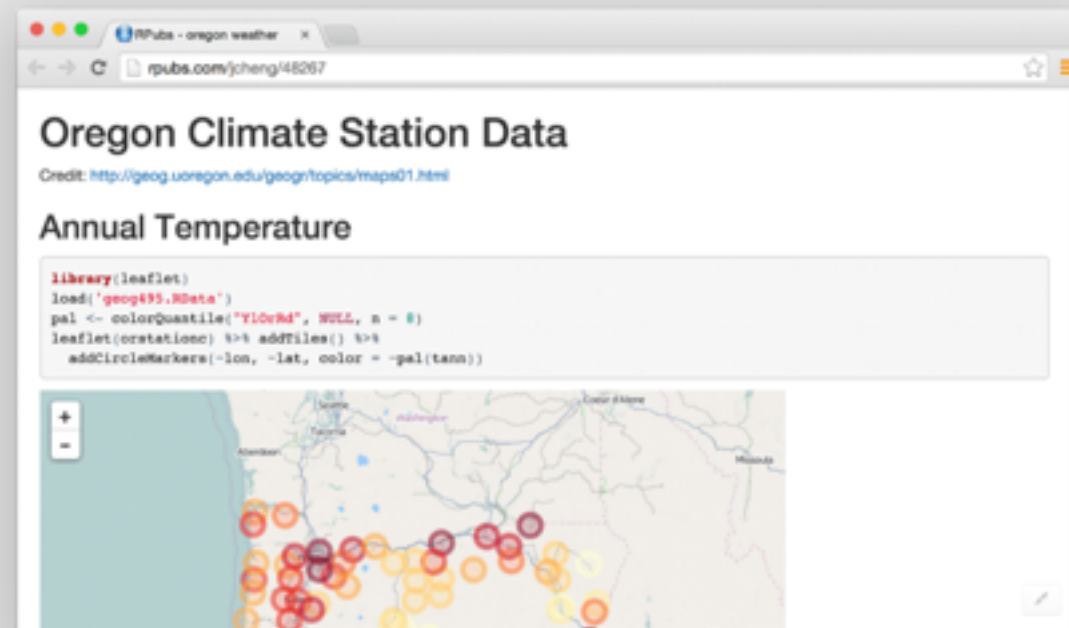 RPubs - oregon weather
rpubs.com/jcheng/48267
Oregon Climate Station Data
Credit: http://geog.uoregon.edu/geogr/topics/maps01.html
Annual Temperature
library(leaflet)
load('geog495.RData')
pal <- colorQuantile("YlOrRd", NULL, n = 8)
leaflet(orstationc) %>% addTiles() %>%
addCircleMarkers(~lon, ~lat, color = ~pal(tann))
+
−
Seattle
Tacoma
Washington
Coeur d'Alene
Aberdeen
Missoula